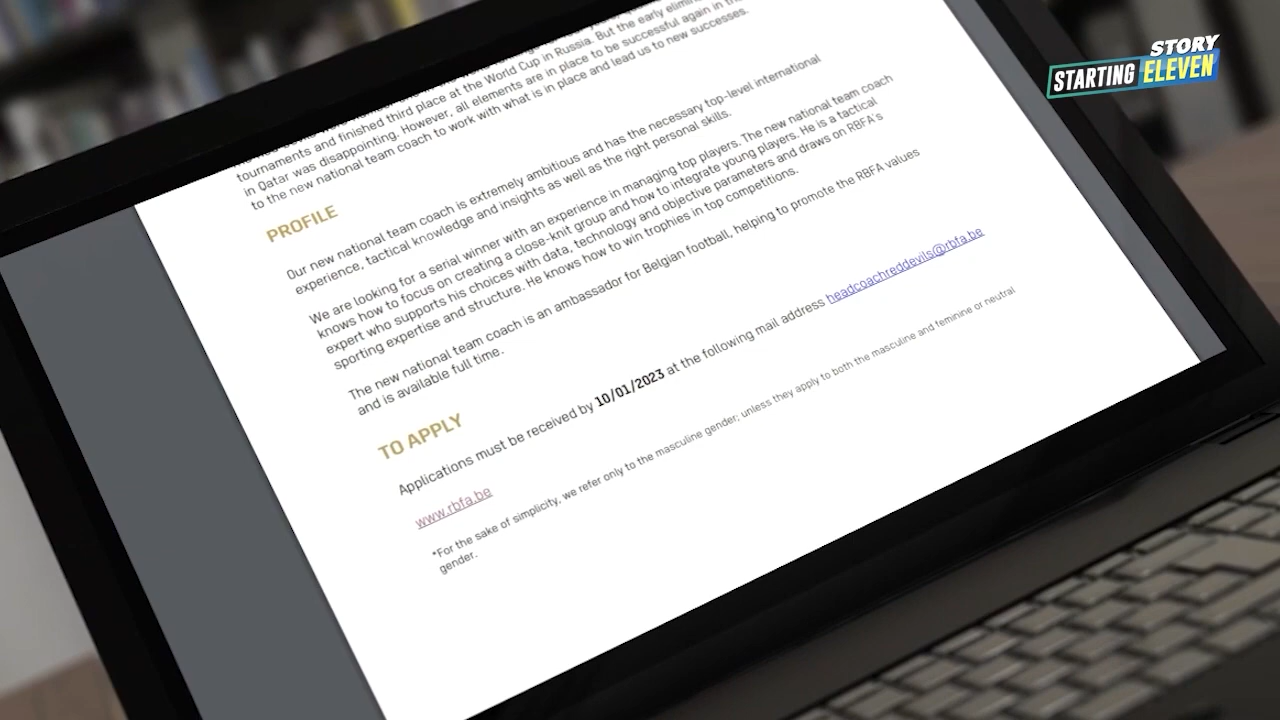 tournaments and finished third place at the World Cup in Russia. But the early elimin
in Qatar was disappointing. However, all elements are in place to be successful again in th
to the new national team coach to work with what is in place and lead us to new successes.
PROFILE
Our new national team coach is extremely ambitious and has the necessary top-level international
experience, tactical knowledge and insights as well as the right personal skills.
We are looking for a serial winner with an experience in managing top players. The new national team coach
knows how to focus on creating a close-knit group and how to integrate young players. He is a tactical
expert who supports his choices with data, technology and objective parameters and draws on RBFA's
sporting expertise and structure. He knows how to win trophies in top competitions.
The new national team coach is an ambassador for Belgian football, helping to promote the RBFA values
and is available full time.
TO APPLY
Applications must be received by 10/01/2023 at the following mail address headcoachreddevils@rbfa.be
www.rbfa.be
*For the sake of simplicity, we refer only to the masculine gender; unless they apply to both the masculine and feminine or neutral
gender.
STORY
STARTING ELEVEN